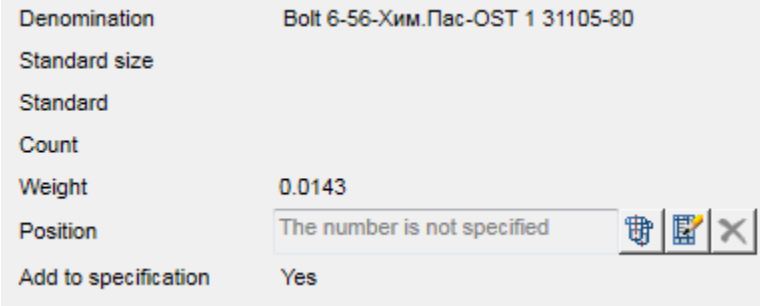 Denomination Bolt 6-56-Хим.Пас-OST 1 31105-80
Standard size
Standard
Count
Weight 0.0143
Position The number is not specified
Add to specification Yes